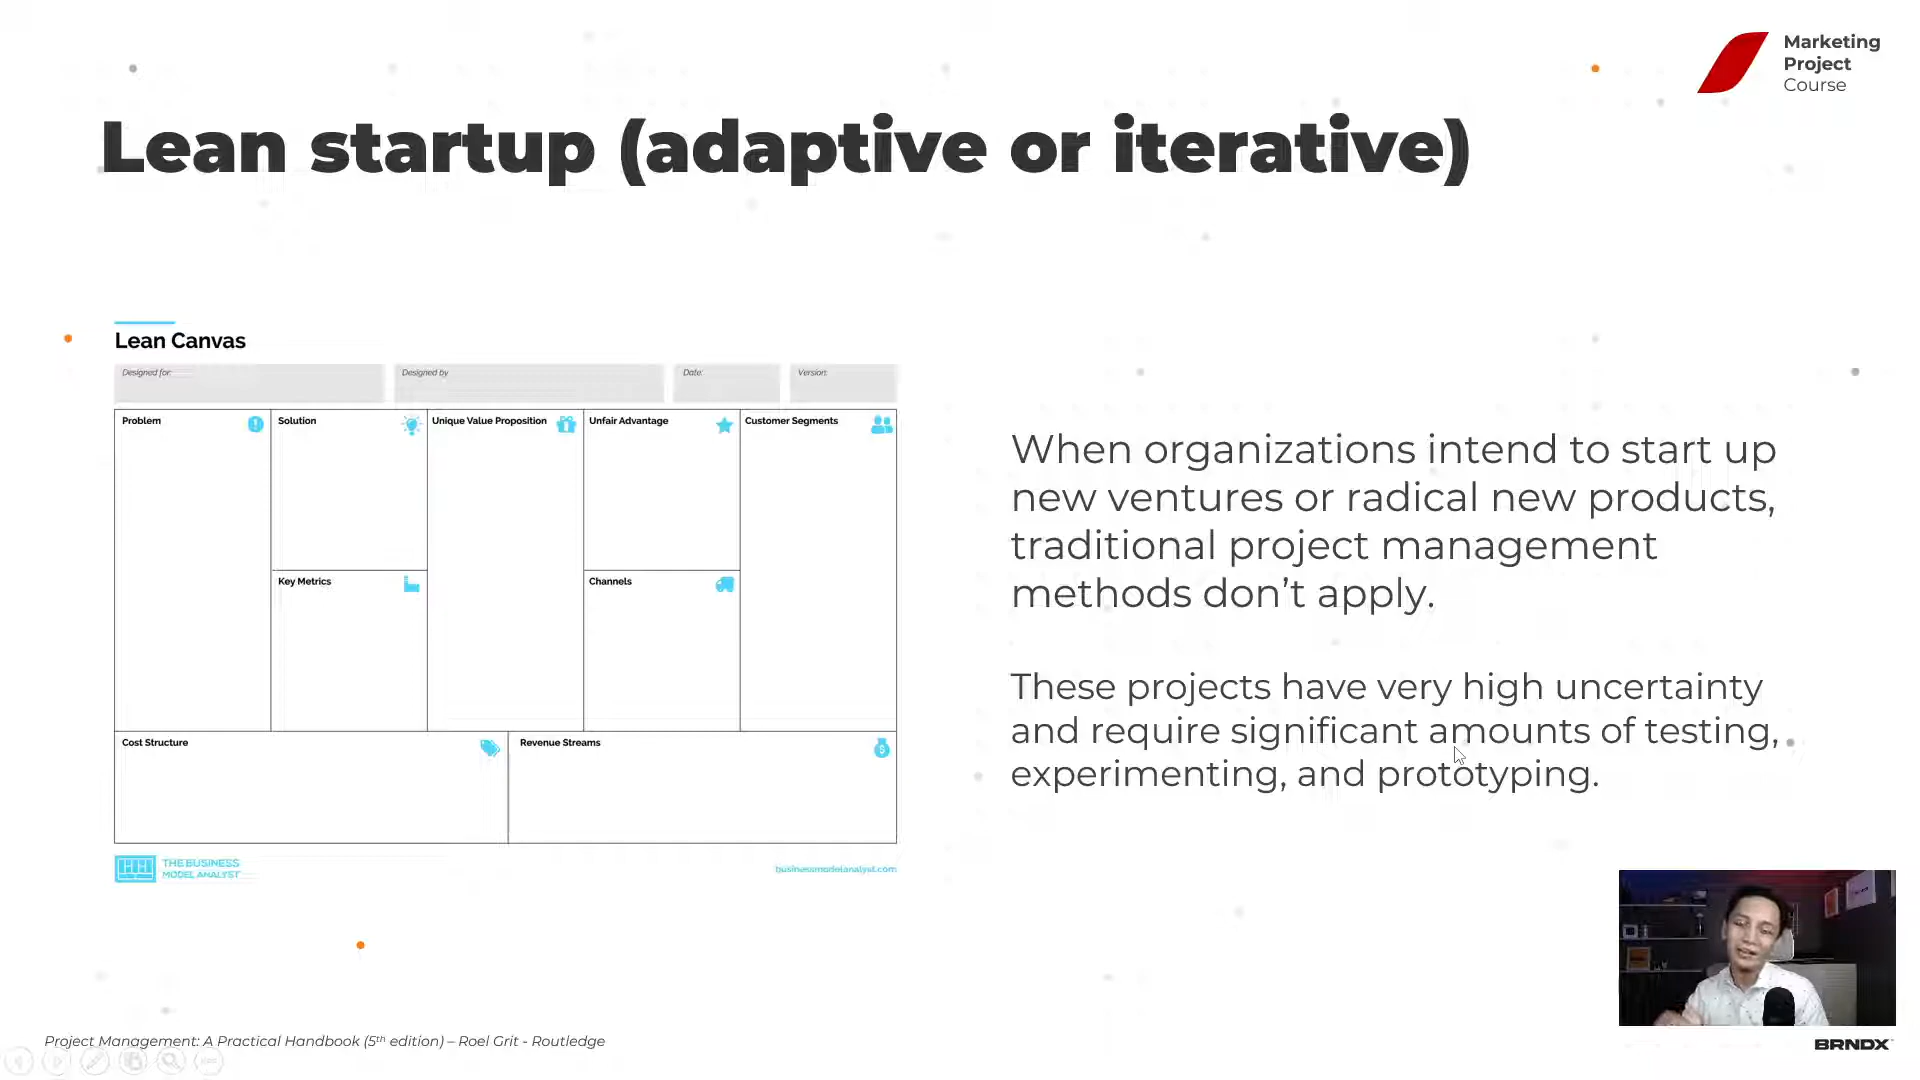 Marketing
Project
Course
Lean startup (adaptive or iterative)
Lean Canvas
Designed for:
Designed by
Date:
Version:
Problem
Solution
Unique Value Proposition
Unfair Advantage
Customer Segments
Key Metrics
Channels
Cost Structure
Revenue Streams
THE BUSINESS
MODEL ANALYST
businessmodelanalyst.com
When organizations intend to start up
new ventures or radical new products,
traditional project management
methods don’t apply.
These projects have very high uncertainty
and require significant amounts of testing,
experimenting, and prototyping.
Project Management: A Practical Handbook (5th edition) – Roel Grit - Routledge
BRNDX